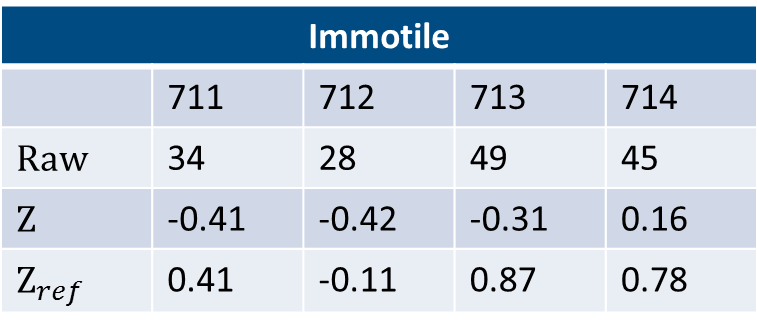 Immotile
711 712 713 714
Raw 34 28 49 45
Z -0.41 -0.42 -0.31 0.16
Zref 0.41 -0.11 0.87 0.78